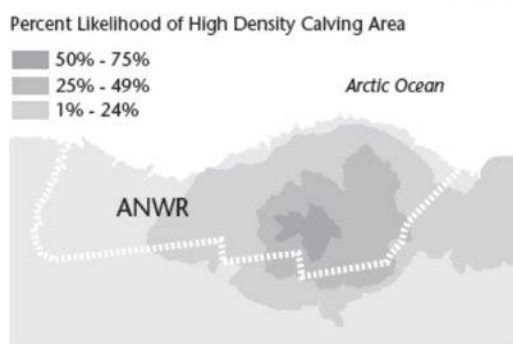 Percent Likelihood of High Density Calving Area
50% - 75%
25% - 49%
1% - 24%
Arctic Ocean
ANWR